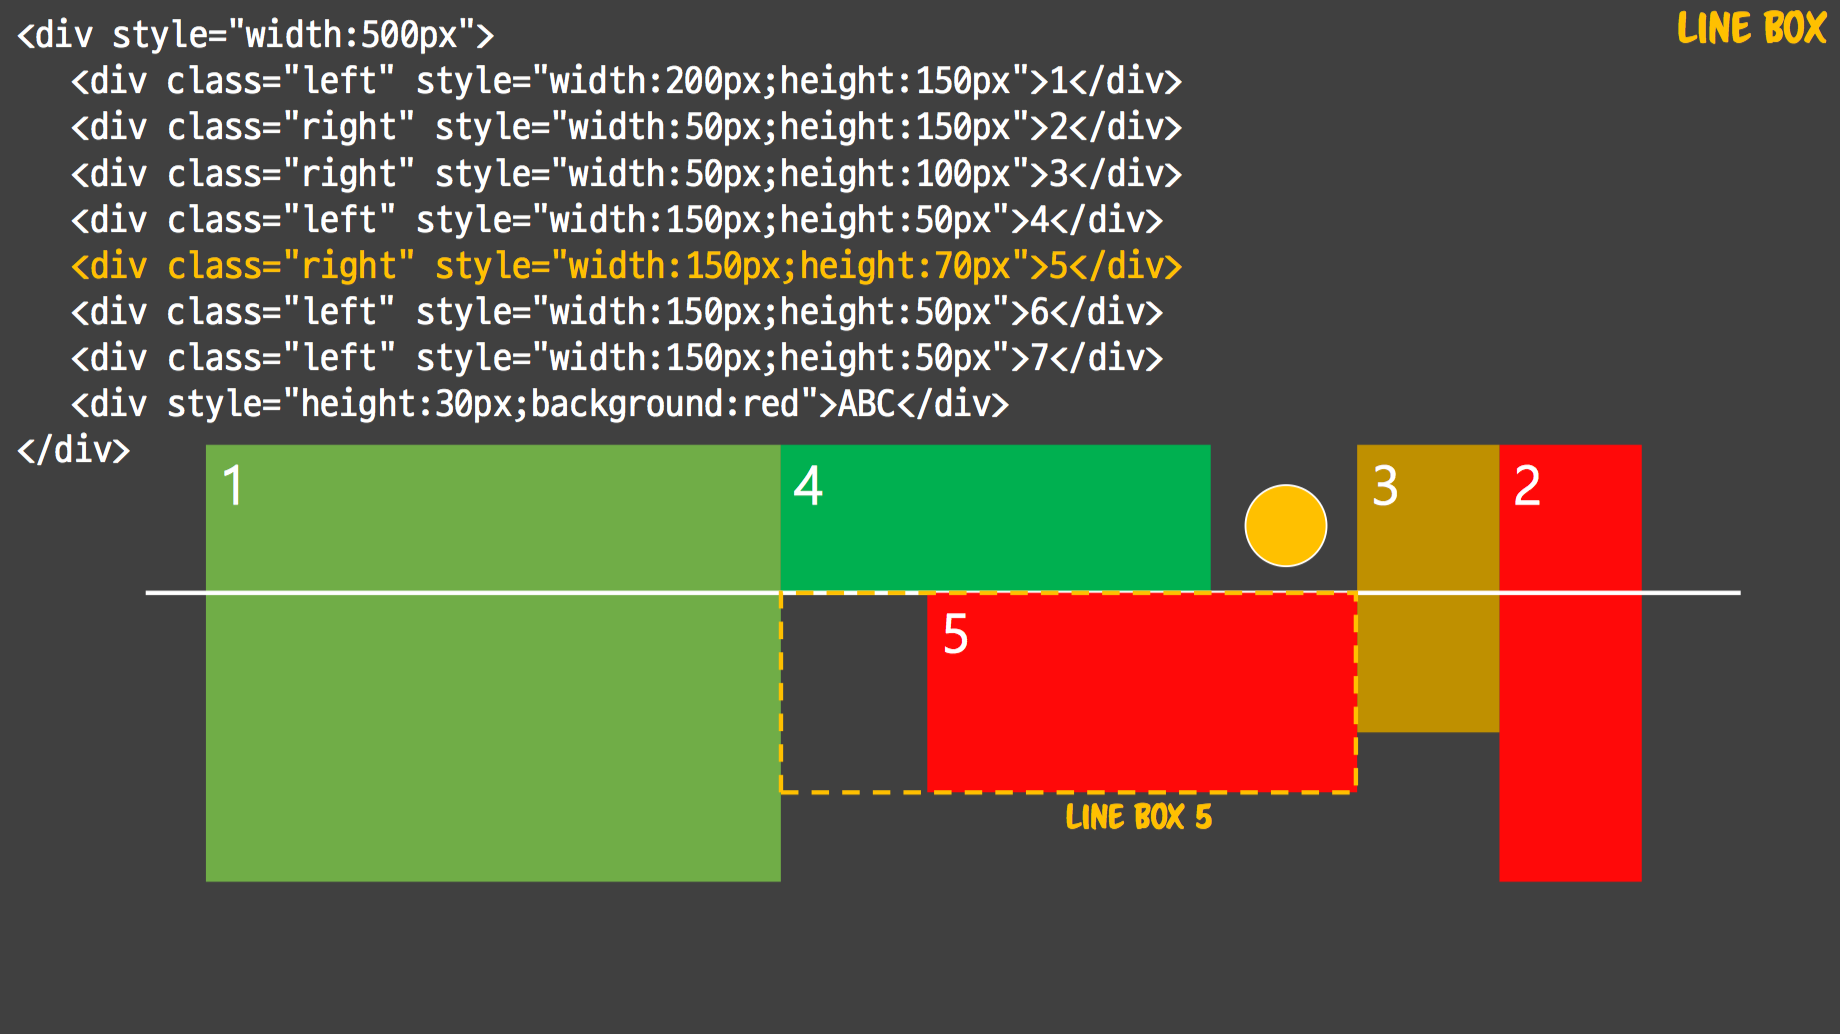 LINE BOX
<div style="width:500px">
<div class="left" style="width:200px;height:150px">1</div>
<div class="right" style="width:50px;height:150px">2</div>
<div class="right" style="width:50px;height:100px">3</div>
<div class="left" style="width:150px;height:50px">4</div>
<div class="right" style="width:150px;height:70px">5</div>
<div class="left" style="width:150px;height:50px">6</div>
<div class="left" style="width:150px;height:50px">7</div>
<div style="height:30px;background:red">ABC</div>
</div>
1 4 3 2
5
LINE BOX 5